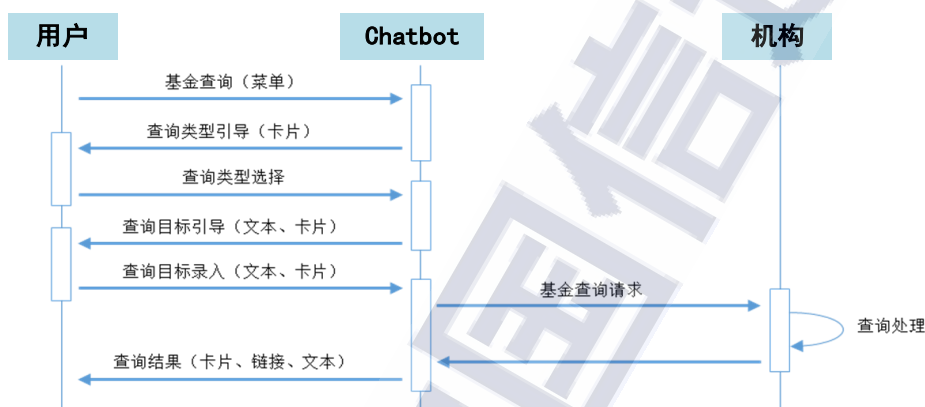 用户
Chatbot
机构
基金查询（菜单）
查询类型引导（卡片）
查询类型选择
查询目标引导（文本、卡片）
查询目标录入（文本、卡片）
基金查询请求
查询处理
查询结果（卡片、链接、文本）
国信